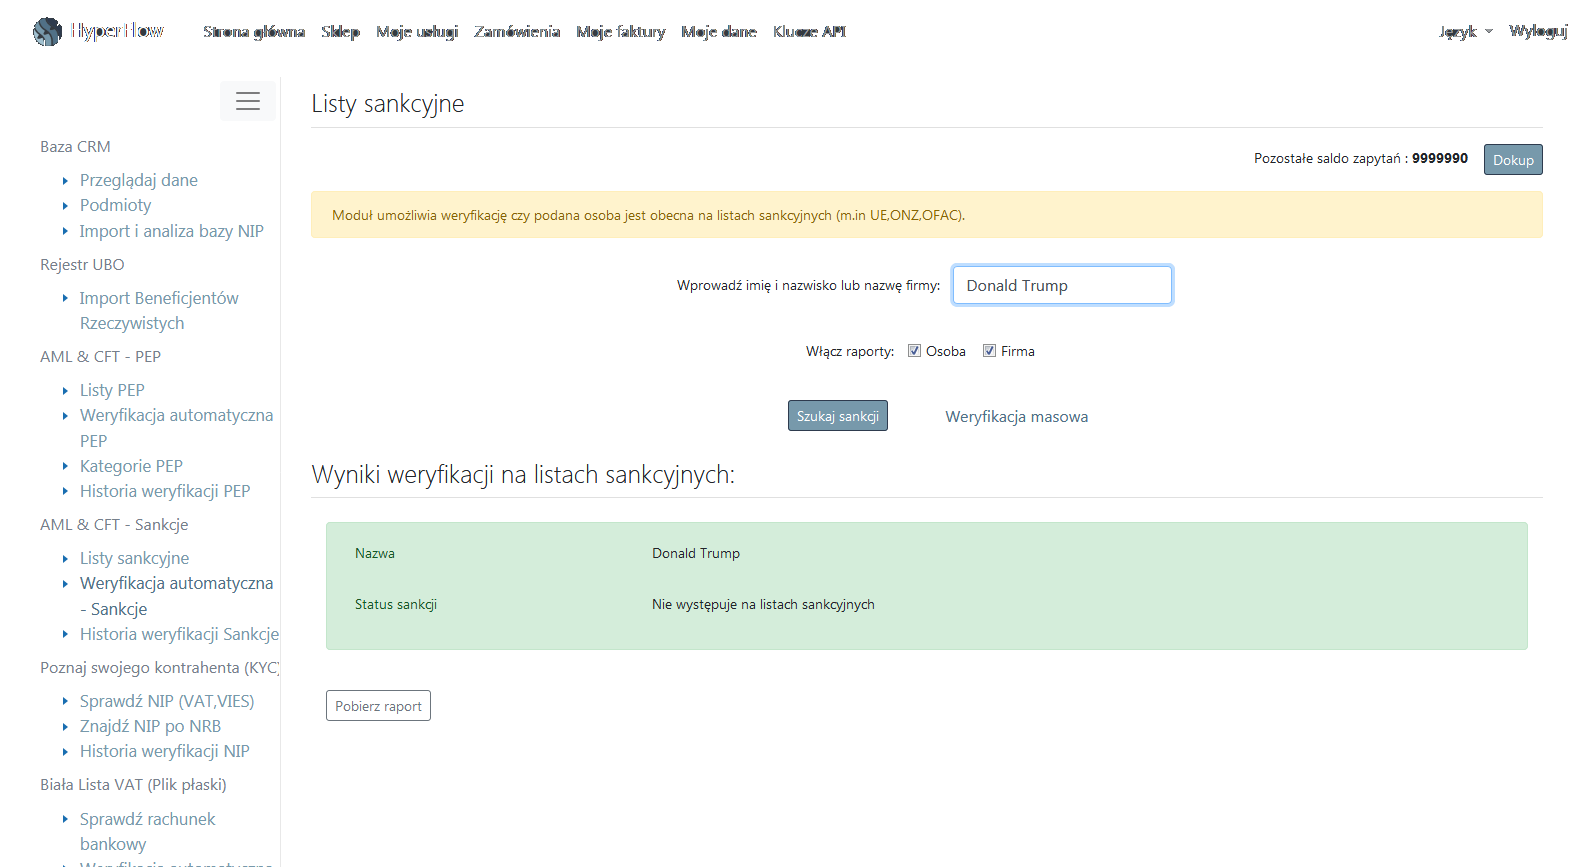 HyperFlow
Strona główna Sklep Moje usługi Zamówienia Moje faktury Moje dane Klucze API
Język Wyloguj
Baza CRM
Przeglądaj dane
Podmioty
Import i analiza bazy NIP
Rejestr UBO
Import Beneficjentów
Rzeczywistych
AML & CFT - PEP
Listy PEP
Weryfikacja automatyczna
PEP
Kategorie PEP
Historia weryfikacji PEP
AML & CFT - Sankcje
Listy sankcyjne
Weryfikacja automatyczna
- Sankcje
Historia weryfikacji Sankcje
Poznaj swojego kontrahenta (KYC)
Sprawdź NIP (VAT,VIES)
Znajdź NIP po NRB
Historia weryfikacji NIP
Biała Lista VAT (Plik płaski)
Sprawdź rachunek
bankowy
Weryfikacja automatyczna
Listy sankcyjne
Pozostałe saldo zapytań : 9999990 Dokup
Moduł umożliwia weryfikację czy podana osoba jest obecna na listach sankcyjnych (m.in UE,ONZ,OFAC).
Wprowadź imię i nazwisko lub nazwę firmy: Donald Trump
Włącz raporty: Osoba Firma
Szukaj sankcji Weryfikacja masowa
Wyniki weryfikacji na listach sankcyjnych:
Nazwa Donald Trump
Status sankcji Nie występuje na listach sankcyjnych
Pobierz raport